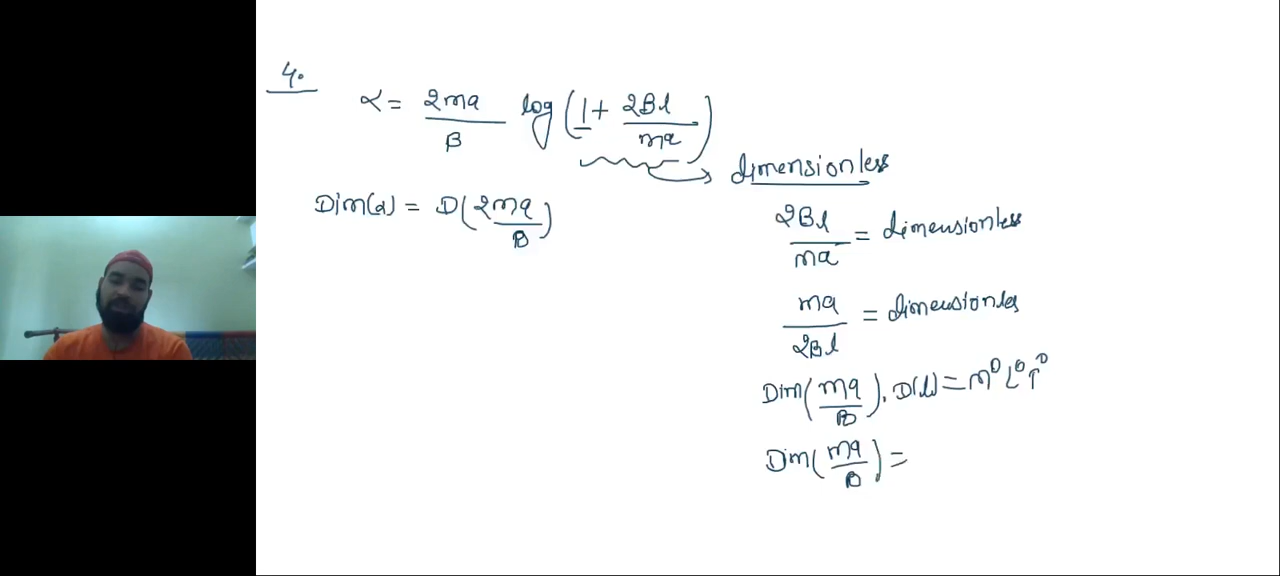 4.
α = 2ma/β log(1 + 2βl/ma)
dimensionless
Dim(α) = D(2ma/β)
2βl/ma = dimensionless
ma/2βl = dimensionless
Dim(ma/β). D(l) = M⁰L⁰T⁰
Dim(ma/β) =